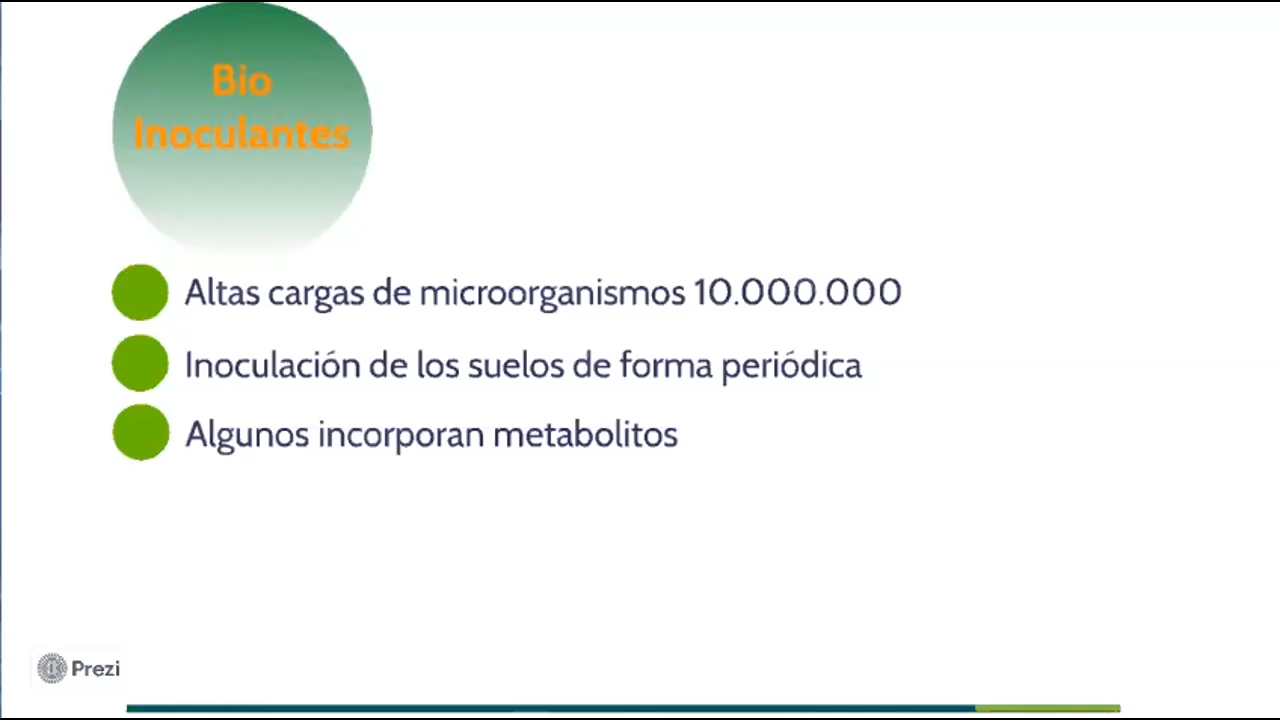 Bio
Inoculantes
Altas cargas de microorganismos 10.000.000
Inoculación de los suelos de forma periódica
Algunos incorporan metabolitos
Prezi